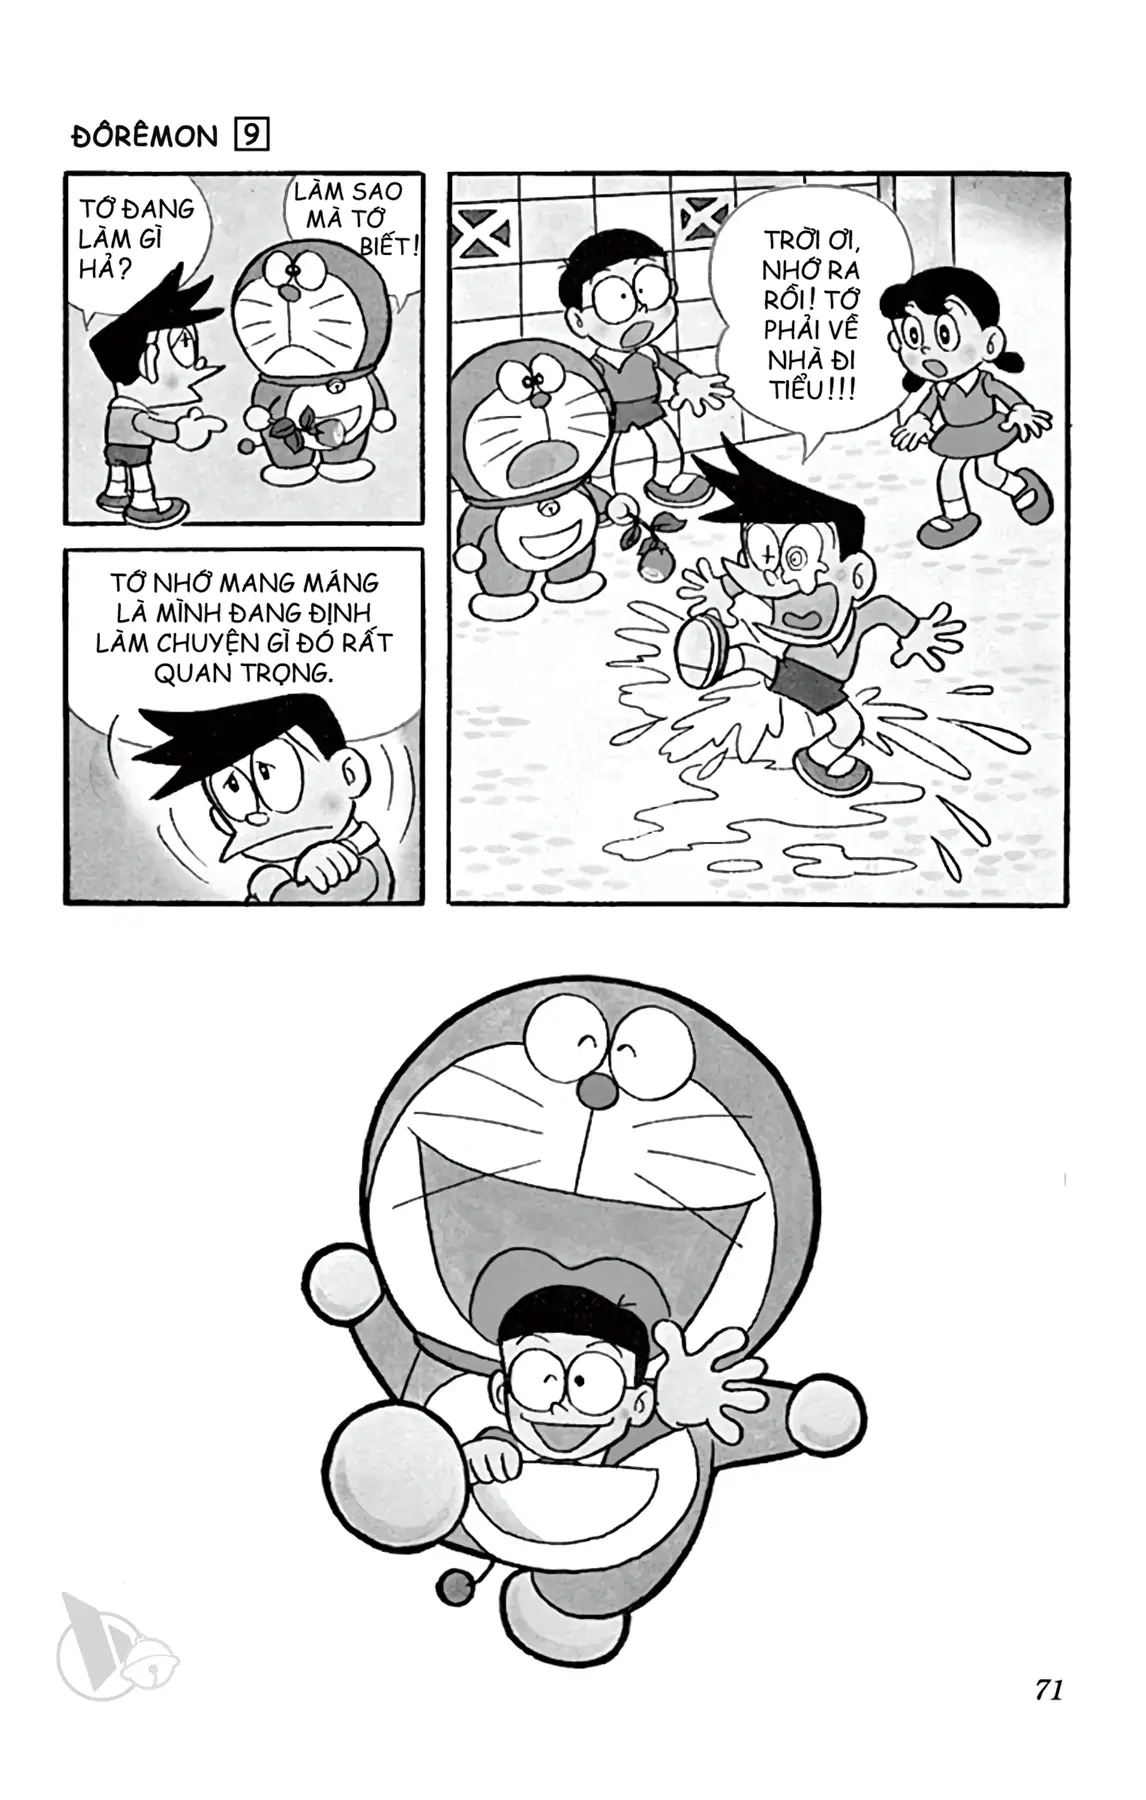 ĐÔRÊMON 9
TỚ ĐANG
LÀM GÌ
HẢ?
LÀM SAO
MÀ TỚ
BIẾT!
TỚ NHỚ MANG MÁNG
LÀ MÌNH ĐANG ĐỊNH
LÀM CHUYỆN GÌ ĐÓ RẤT
QUAN TRỌNG.
TRỜI ƠI,
NHỚ RA
RỒI! TỚ
PHẢI VỀ
NHÀ ĐI
TIỂU!!!
71